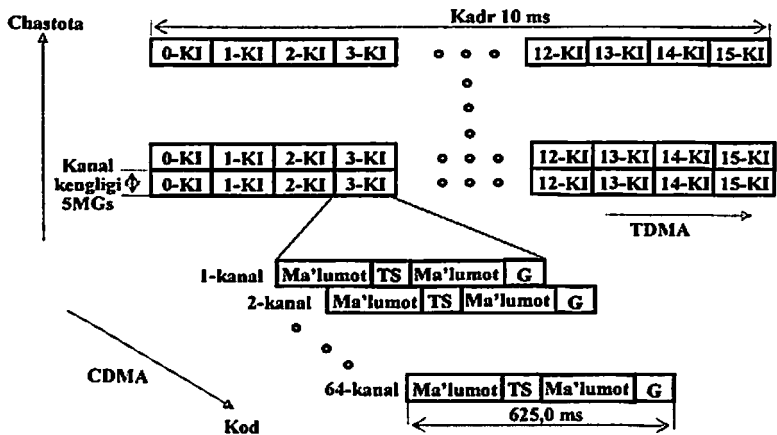 Chastota
Kadr 10 ms
0-KI 1-KI 2-KI 3-KI 12-KI 13-KI 14-KI 15-KI
Kanal kengligi 5MGs
0-KI 1-KI 2-KI 3-KI 12-KI 13-KI 14-KI 15-KI
0-KI 1-KI 2-KI 3-KI 12-KI 13-KI 14-KI 15-KI
TDMA
1-kanal Ma'lumot TS Ma'lumot G
2-kanal Ma'lumot TS Ma'lumot G
CDMA
64-kanal Ma'lumot TS Ma'lumot G
Kod
625,0 ms